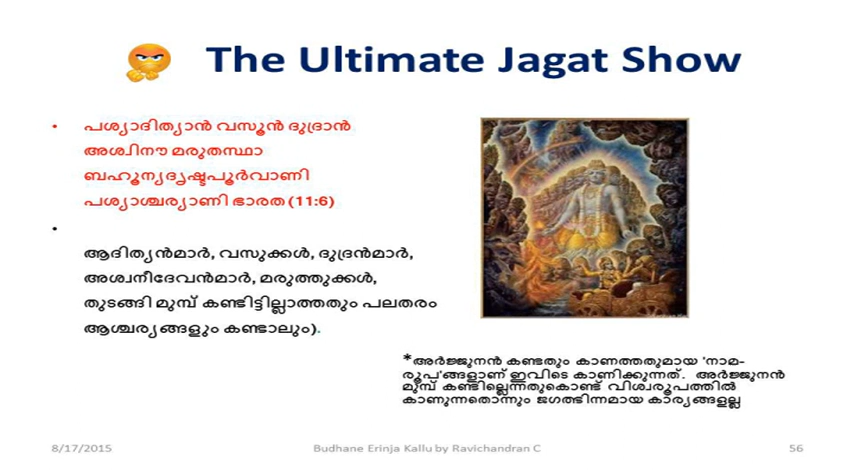 The Ultimate Jagat Show
• പശ്യാദിത്യാൻ വസൂൻ ദുദ്രാൻ
അശ്വിനൗ മരുതസ്ഥാ
ബഹൂന്യദൃഷ്ടപൂർവാണി
പശ്യാശ്ചര്യാണി ഭാരത (11:6)
•
ആദിത്യൻമാർ, വസുക്കൾ, ദുദ്രൻമാർ,
അശ്വനീദേവൻമാർ, മരുത്തുക്കൾ,
തുടങ്ങി മുമ്പ് കണ്ടിട്ടില്ലാത്തതും പലതരം
ആശ്ചര്യങ്ങളും കണ്ടാലും).
*അർജ്ജുനൻ കണ്ടതും കാണത്തതുമായ 'നാമ-
രൂപ'ങ്ങളാണ് ഇവിടെ കാണിക്കുന്നത്. അർജ്ജുനൻ
മുമ്പ് കണ്ടില്ലെന്നതുകൊണ്ട് വിശ്വരൂപത്തിൽ
കാണുന്നതൊന്നും ജഗത്ഭിന്നമായ കാര്യങ്ങളല്ല
8/17/2015 Budhane Erinja Kallu by Ravichandran C 56